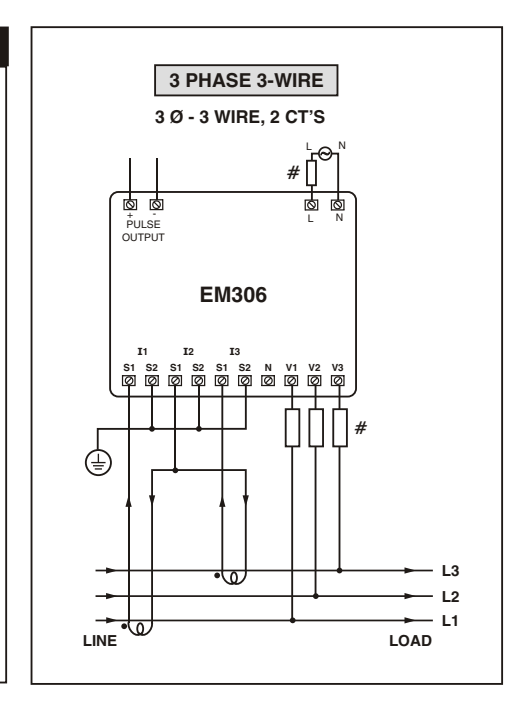 3 PHASE 3-WIRE
3 Ø - 3 WIRE, 2 CT'S
L N
#
+ - L N
PULSE
OUTPUT
EM306
I1 I2 I3
S1 S2 S1 S2 S1 S2 N V1 V2 V3
#
L3
L2
L1
LINE LOAD